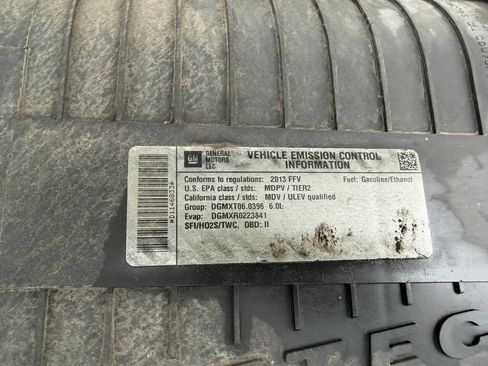 GM
GENERAL MOTORS LLC
VEHICLE EMISSION CONTROL INFORMATION
Conforms to regulations: 2013 FFV Fuel: Gasoline/Ethanol
U.S. EPA class / stds: MDPV / TIER2
California class / stds: MDV / ULEV qualified
Group: DGMXT06.0396 6.0L
Evap: DGMXR0223841
SFI/HO2S/TWC, OBD: II
TEC